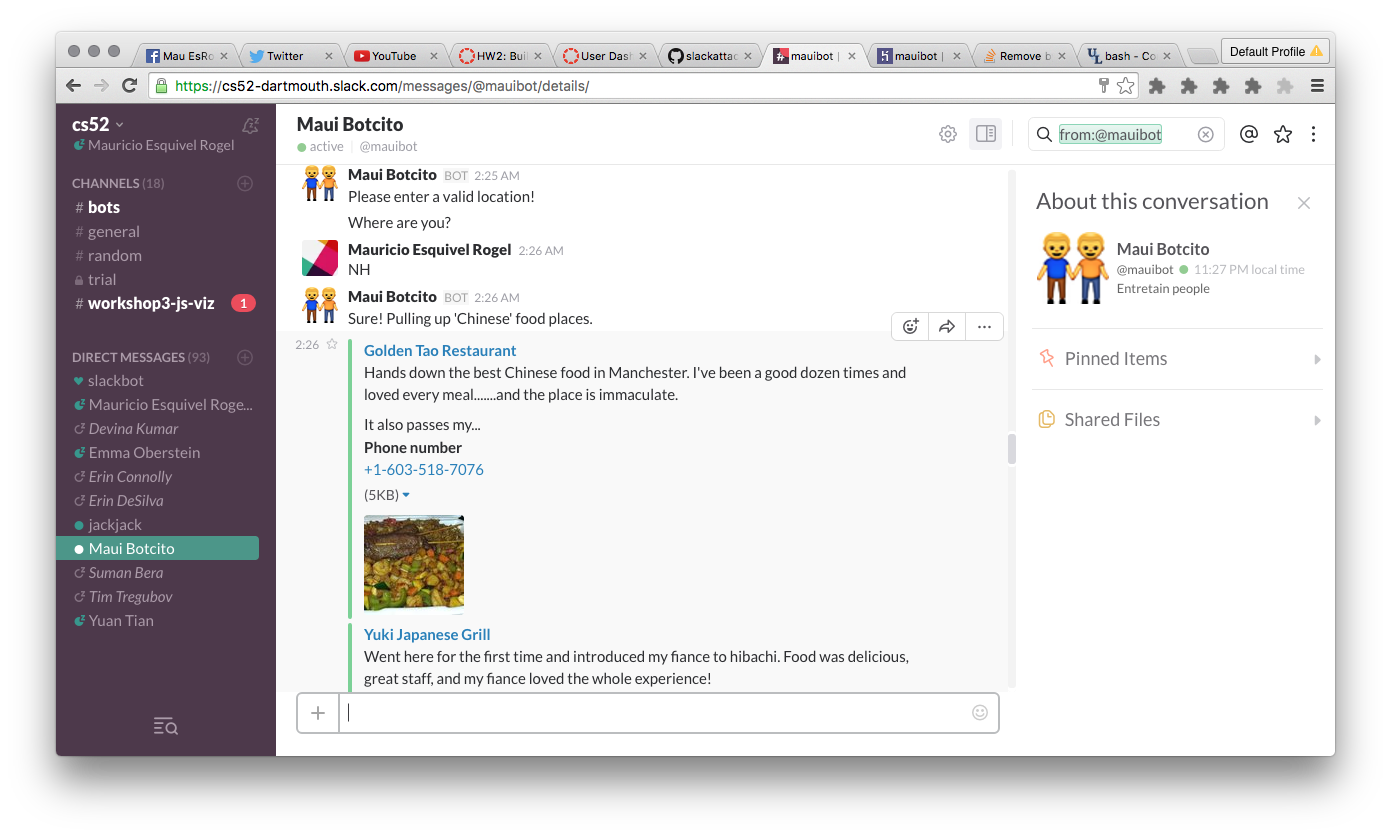 Mau EsRo
Twitter
YouTube
HW2: Buil
User Dash
slackattac
mauibot |
mauibot |
Remove b
bash - Co
Default Profile
https://cs52-dartmouth.slack.com/messages/@mauibot/details/
cs52
Mauricio Esquivel Rogel
CHANNELS (18)
# bots
# general
# random
trial
# workshop3-js-viz 1
DIRECT MESSAGES (93)
slackbot
Mauricio Esquivel Roge...
Devina Kumar
Emma Oberstein
Erin Connolly
Erin DeSilva
jackjack
Maui Botcito
Suman Bera
Tim Tregubov
Yuan Tian
Maui Botcito
active | @mauibot
from:@mauibot
Maui Botcito BOT 2:25 AM
Please enter a valid location!
Where are you?
Mauricio Esquivel Rogel 2:26 AM
NH
Maui Botcito BOT 2:26 AM
Sure! Pulling up 'Chinese' food places.
2:26
Golden Tao Restaurant
Hands down the best Chinese food in Manchester. I've been a good dozen times and
loved every meal.......and the place is immaculate.
It also passes my...
Phone number
+1-603-518-7076
(5KB)
Yuki Japanese Grill
Went here for the first time and introduced my fiance to hibachi. Food was delicious,
great staff, and my fiance loved the whole experience!
About this conversation
Maui Botcito
@mauibot 11:27 PM local time
Entretain people
Pinned Items
Shared Files